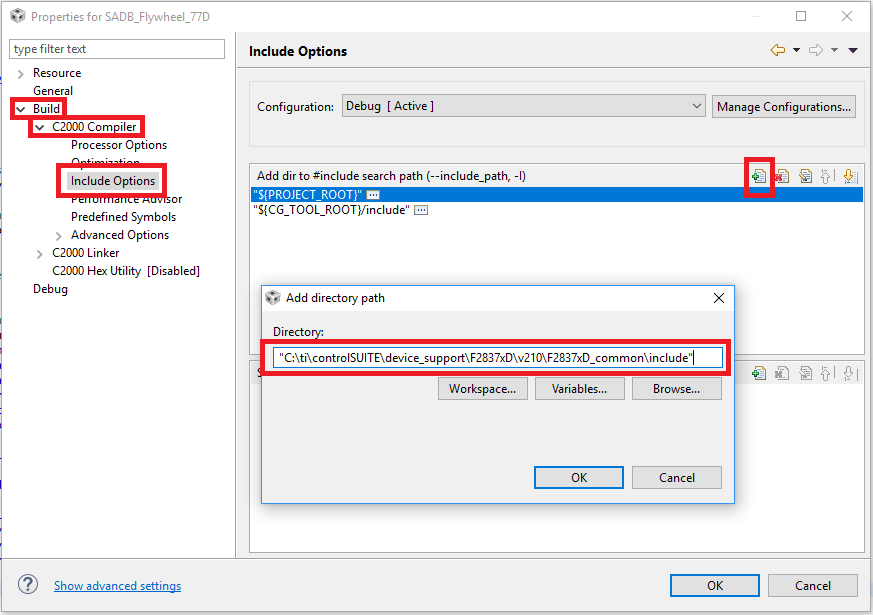 Properties for SADB_Flywheel_77D
type filter text
Resource
General
Build
C2000 Compiler
Processor Options
Optimization
Include Options
Performance Advisor
Predefined Symbols
Advanced Options
C2000 Linker
C2000 Hex Utility [Disabled]
Debug
Include Options
Configuration: Debug [ Active ] Manage Configurations...
Add dir to #include search path (--include_path, -I)
"${PROJECT_ROOT}"
"${CG_TOOL_ROOT}/include"
Add directory path
Directory:
"C:\ti\controlSUITE\device_support\F2837xD\v210\F2837xD_common\include"
Workspace... Variables... Browse...
OK Cancel
Show advanced settings
OK Cancel